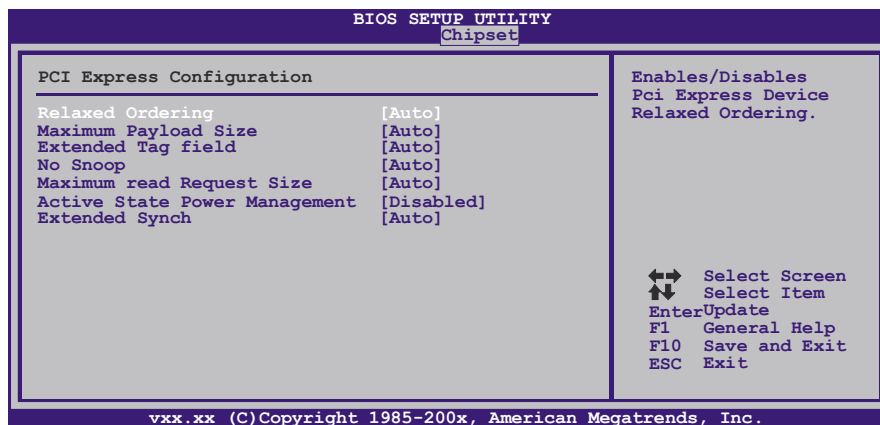 BIOS SETUP UTILITY
Chipset
PCI Express Configuration
Relaxed Ordering [Auto]
Maximum Payload Size [Auto]
Extended Tag field [Auto]
No Snoop [Auto]
Maximum read Request Size [Auto]
Active State Power Management [Disabled]
Extended Synch [Auto]
Enables/Disables
Pci Express Device
Relaxed Ordering.
Select Screen
Select Item
EnterUpdate
F1 General Help
F10 Save and Exit
ESC Exit
vxx.xx (C)Copyright 1985-200x, American Megatrends, Inc.